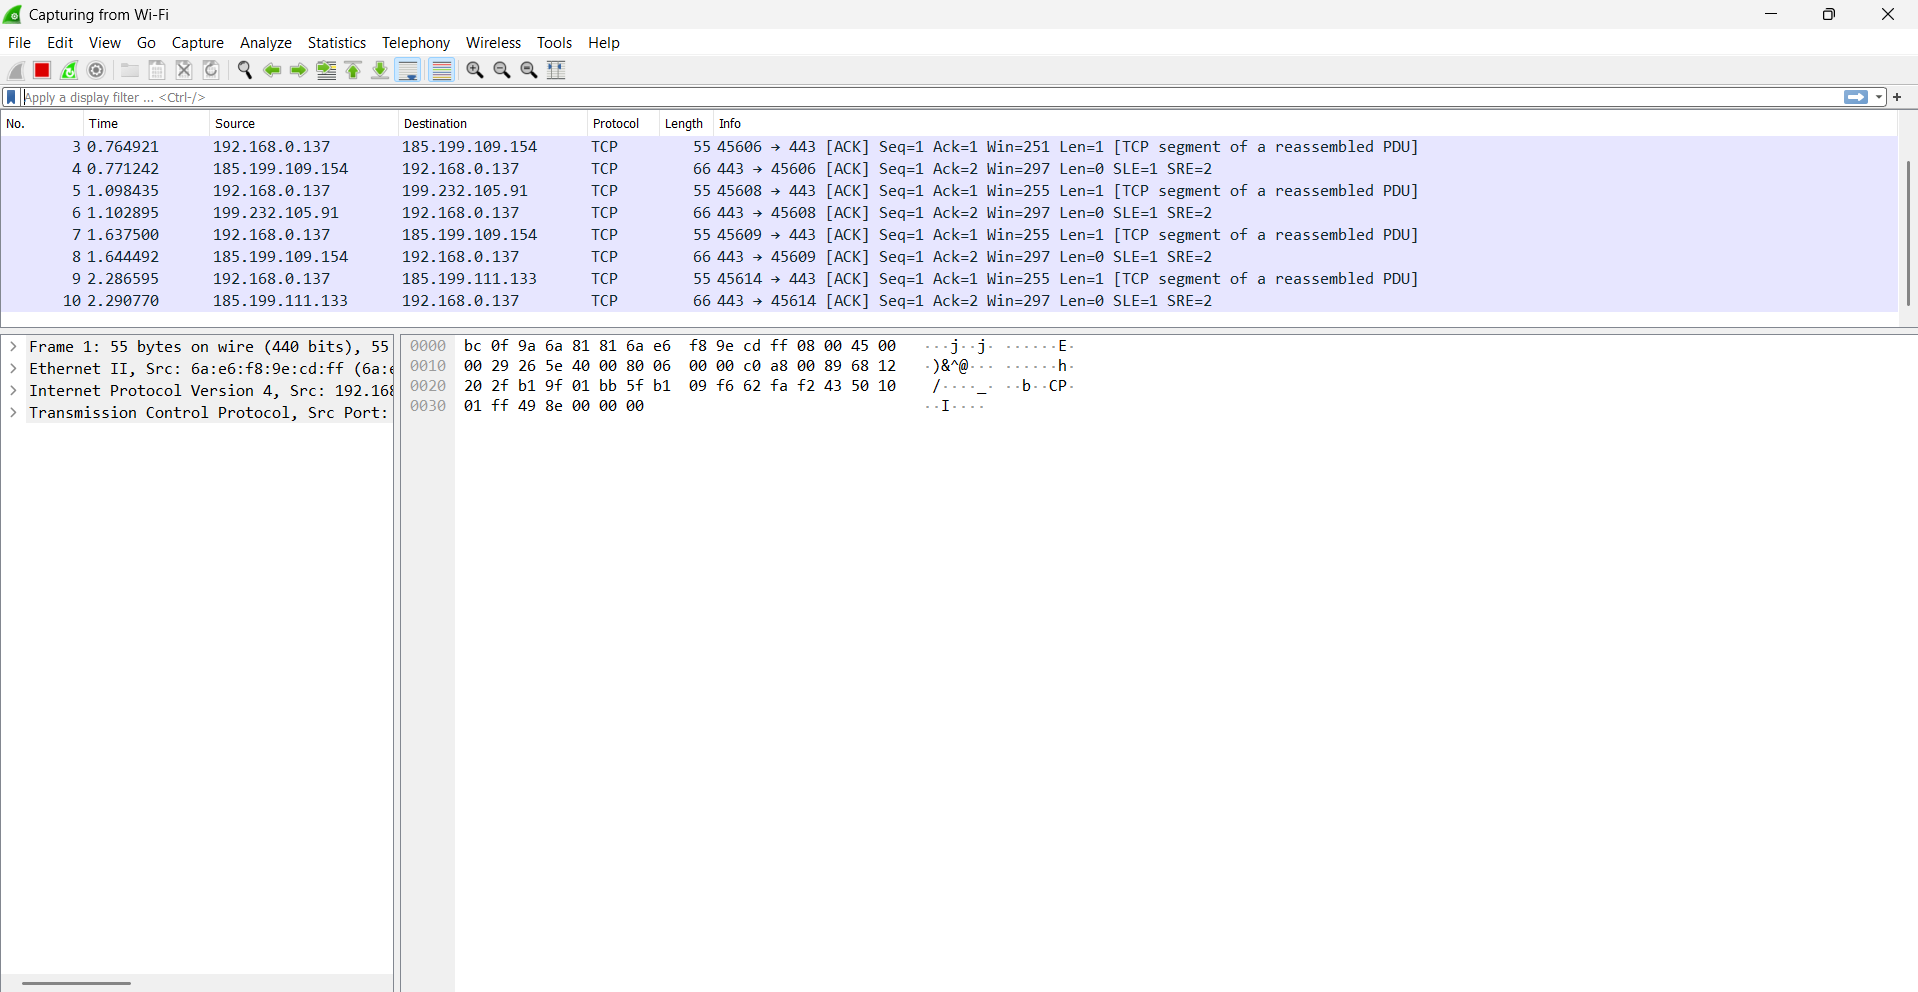 Capturing from Wi-Fi
File Edit View Go Capture Analyze Statistics Telephony Wireless Tools Help
Apply a display filter ... <Ctrl-/>
No. Time Source Destination Protocol Length Info
3 0.764921 192.168.0.137 185.199.109.154 TCP 55 45606 → 443 [ACK] Seq=1 Ack=1 Win=251 Len=1 [TCP segment of a reassembled PDU]
4 0.771242 185.199.109.154 192.168.0.137 TCP 66 443 → 45606 [ACK] Seq=1 Ack=2 Win=297 Len=0 SLE=1 SRE=2
5 1.098435 192.168.0.137 199.232.105.91 TCP 55 45608 → 443 [ACK] Seq=1 Ack=1 Win=255 Len=1 [TCP segment of a reassembled PDU]
6 1.102895 199.232.105.91 192.168.0.137 TCP 66 443 → 45608 [ACK] Seq=1 Ack=2 Win=297 Len=0 SLE=1 SRE=2
7 1.637500 192.168.0.137 185.199.109.154 TCP 55 45609 → 443 [ACK] Seq=1 Ack=1 Win=255 Len=1 [TCP segment of a reassembled PDU]
8 1.644492 185.199.109.154 192.168.0.137 TCP 66 443 → 45609 [ACK] Seq=1 Ack=2 Win=297 Len=0 SLE=1 SRE=2
9 2.286595 192.168.0.137 185.199.111.133 TCP 55 45614 → 443 [ACK] Seq=1 Ack=1 Win=255 Len=1 [TCP segment of a reassembled PDU]
10 2.290770 185.199.111.133 192.168.0.137 TCP 66 443 → 45614 [ACK] Seq=1 Ack=2 Win=297 Len=0 SLE=1 SRE=2
Frame 1: 55 bytes on wire (440 bits), 55
Ethernet II, Src: 6a:e6:f8:9e:cd:ff (6a:e
Internet Protocol Version 4, Src: 192.168
Transmission Control Protocol, Src Port:
0000 bc 0f 9a 6a 81 81 6a e6 f8 9e cd ff 08 00 45 00 ···j··j· ······E·
0010 00 29 26 5e 40 00 80 06 00 00 c0 a8 00 89 68 12 ·)&^@··· ······h·
0020 20 2f b1 9f 01 bb 5f b1 09 f6 62 fa f2 43 50 10 /····_· ··b··CP·
0030 01 ff 49 8e 00 00 00 ··I····